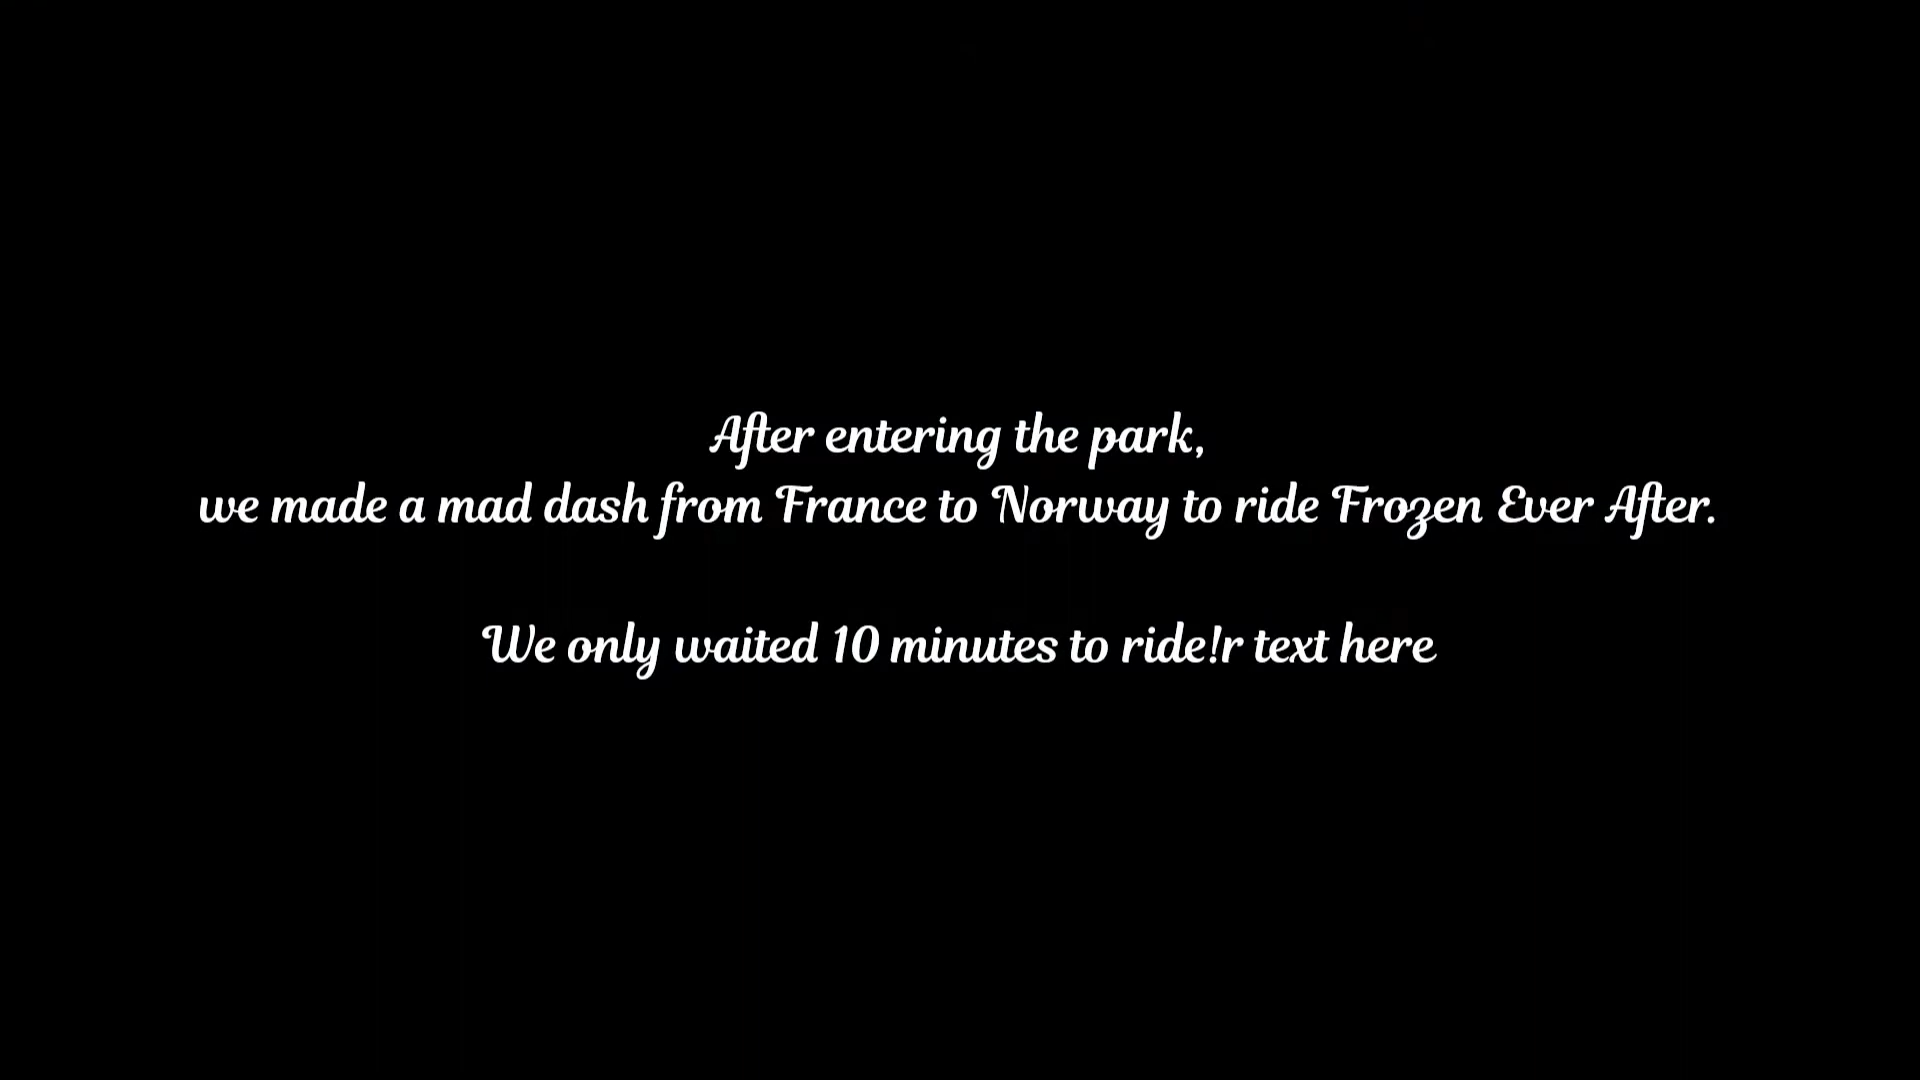 After entering the park,
we made a mad dash from France to Norway to ride Frozen Ever After.
We only waited 10 minutes to ride!r text here